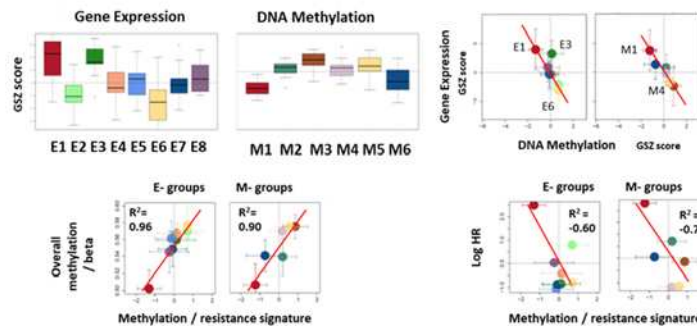 Gene Expression
DNA Methylation
GSZ score
E1 E2 E3 E4 E5 E6 E7 E8
M1 M2 M3 M4 M5 M6
Gene Expression
GSZ score
E1
E3
E6
M1
M4
DNA Methylation
GSZ score
E- groups
M- groups
Overall
methylation
/ beta
R²=
0.96
R²=
0.90
Methylation / resistance signature
E- groups
M- groups
Log HR
R²=
-0.60
R²=
-0.7
Methylation / resistance signature